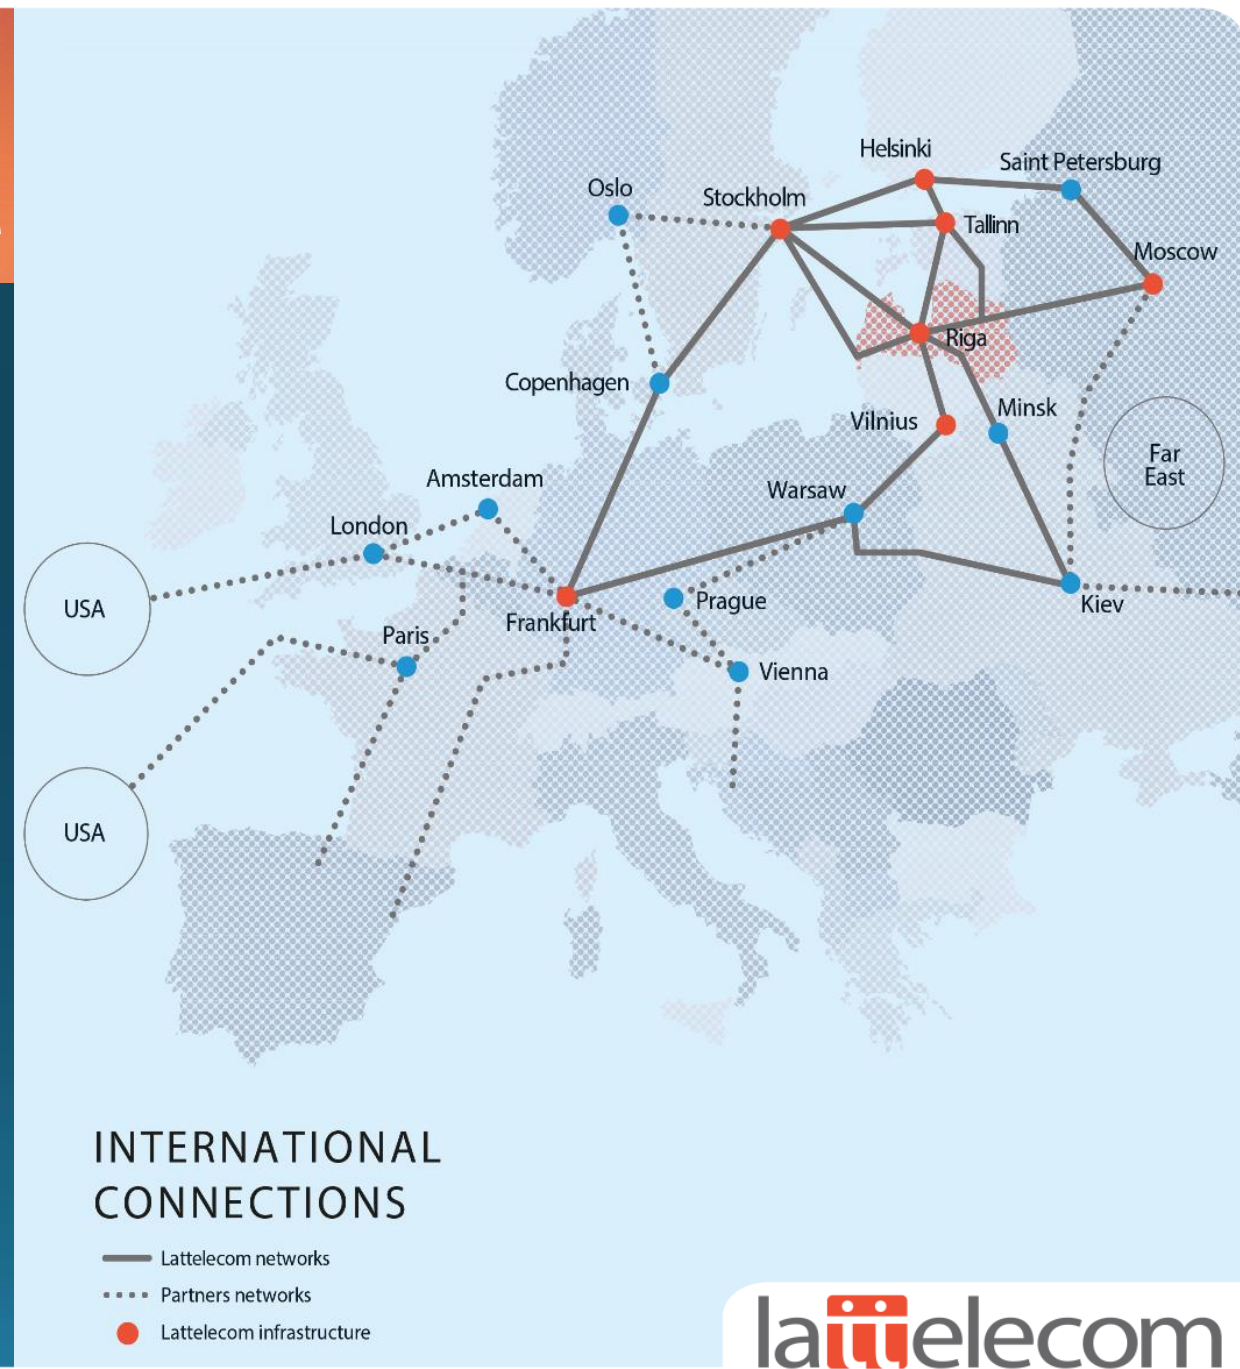 Helsinki
Saint Petersburg
Oslo
Stockholm
Tallinn
Moscow
Riga
Copenhagen
Vilnius
Minsk
Far
East
Amsterdam
Warsaw
London
USA
Frankfurt
Prague
Kiev
Paris
Vienna
USA
INTERNATIONAL
CONNECTIONS
Lattelecom networks
Partners networks
Lattelecom infrastructure
lattelecom